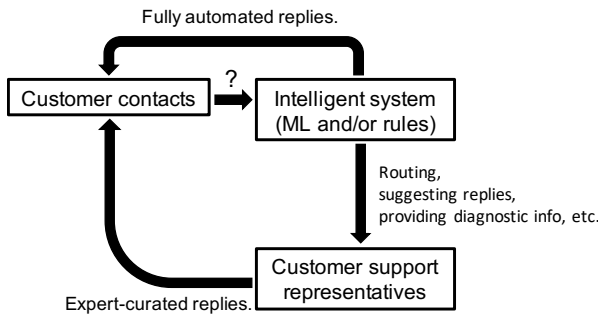 Fully automated replies.
?
Customer contacts
Intelligent system
(ML and/or rules)
Routing,
suggesting replies,
providing diagnostic info, etc.
Customer support
representatives
Expert-curated replies.